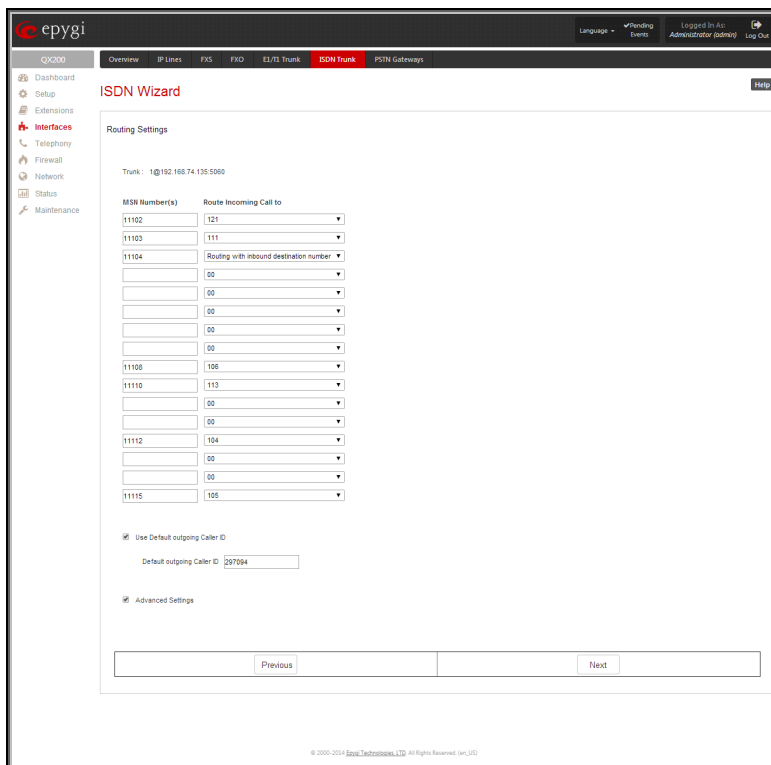 epygi
Language
Pending Events
Logged In As:
Administrator (admin)
Log Out
QX200
Overview IP Lines FXS FXO E1/T1 Trunk ISDN Trunk PSTN Gateways
Dashboard
Setup
Extensions
Interfaces
Telephony
Firewall
Network
Status
Maintenance
ISDN Wizard
Help
Routing Settings
Trunk : 1@192.168.74.135:5060
MSN Number(s) Route Incoming Call to
11102 121
11103 111
11104 Routing with inbound destination number
00
00
00
00
00
11108 106
11110 113
00
00
11112 104
00
00
11115 105
Use Default outgoing Caller ID
Default outgoing Caller ID 297094
Advanced Settings
Previous Next
© 2000-2014 Epygi Technologies, LTD. All Rights Reserved. (en_US)